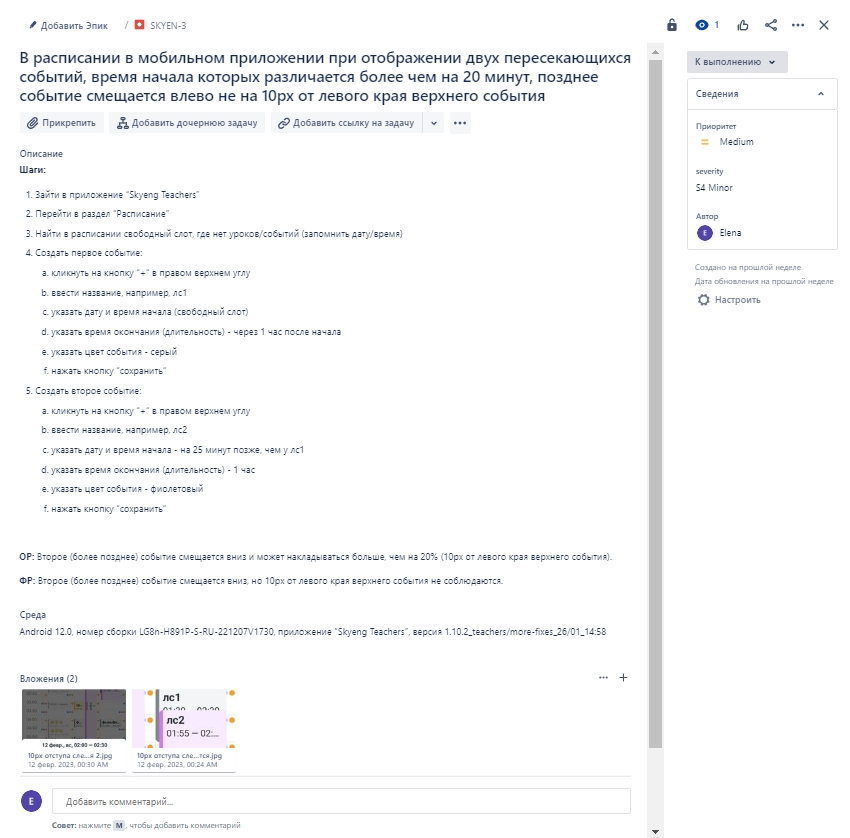 Добавить Эпик / SKYEN-3
1
В расписании в мобильном приложении при отображении двух пересекающихся
событий, время начала которых различается более чем на 20 минут, позднее
событие смещается влево не на 10px от левого края верхнего события
Прикрепить
Добавить дочернюю задачу
Добавить ссылку на задачу
Описание
Шаги:
1. Зайти в приложение "Skyeng Teachers"
2. Перейти в раздел "Расписание"
3. Найти в расписании свободный слот, где нет уроков/событий (запомнить дату/время)
4. Создать первое событие:
a. кликнуть на кнопку "+" в правом верхнем углу
b. ввести название, например, лс1
c. указать дату и время начала (свободный слот)
d. указать время окончания (длительность) - через 1 час после начала
e. указать цвет события - серый
f. нажать кнопку "сохранить"
5. Создать второе событие:
a. кликнуть на кнопку "+" в правом верхнем углу
b. ввести название, например, лс2
c. указать дату и время начала - на 25 минут позже, чем у лс1
d. указать время окончания (длительность) - 1 час
e. указать цвет события - фиолетовый
f. нажать кнопку "сохранить"
ОР: Второе (более позднее) событие смещается вниз и может накладываться больше, чем на 20% (10px от левого края верхнего события).
ФР: Второе (более позднее) событие смещается вниз, но 10px от левого края верхнего события не соблюдаются.
Среда
Android 12.0, номер сборки LG8n-H891P-S-RU-221207V1730, приложение "Skyeng Teachers", версия 1.10.2_teachers/more-fixes_26/01_14:58
Вложения (2)
12 февр., вс, 02:00 — 02:30
10px отступа сле...я 2.jpg
12 февр. 2023, 00:30 AM
лс1
лс2
01:55 — 02:...
10px отступа сле...тся.jpg
12 февр. 2023, 00:24 AM
E
Добавить комментарий...
Совет: нажмите M, чтобы добавить комментарий
К выполнению
Сведения
Приоритет
Medium
severity
S4 Minor
Автор
E Elena
Создано на прошлой неделе
Дата обновления на прошлой неделе
Настроить